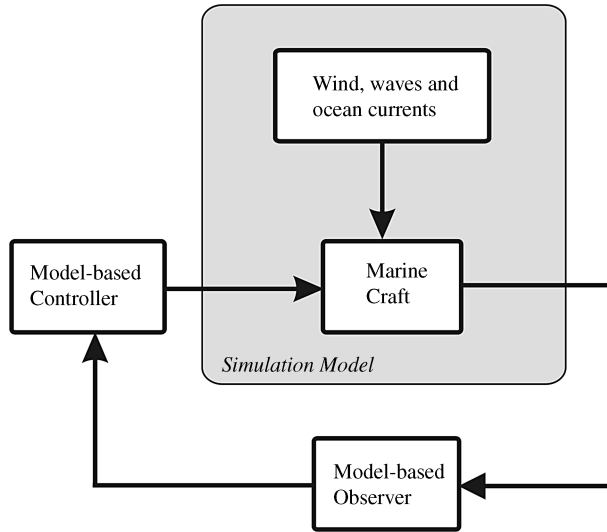 Wind, waves and
ocean currents
Model-based
Controller
Marine
Craft
Simulation Model
Model-based
Observer